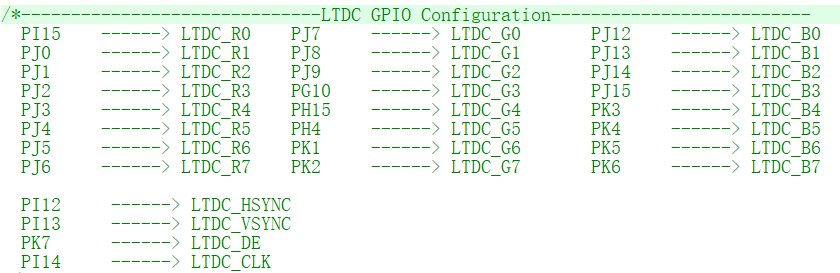 /*------------------------------LTDC GPIO Configuration--------------------------
PI15 ------> LTDC_R0 PJ7 ------> LTDC_G0 PJ12 ------> LTDC_B0
PJ0 ------> LTDC_R1 PJ8 ------> LTDC_G1 PJ13 ------> LTDC_B1
PJ1 ------> LTDC_R2 PJ9 ------> LTDC_G2 PJ14 ------> LTDC_B2
PJ2 ------> LTDC_R3 PG10 ------> LTDC_G3 PJ15 ------> LTDC_B3
PJ3 ------> LTDC_R4 PH15 ------> LTDC_G4 PK3 ------> LTDC_B4
PJ4 ------> LTDC_R5 PH4 ------> LTDC_G5 PK4 ------> LTDC_B5
PJ5 ------> LTDC_R6 PK1 ------> LTDC_G6 PK5 ------> LTDC_B6
PJ6 ------> LTDC_R7 PK2 ------> LTDC_G7 PK6 ------> LTDC_B7
PI12 ------> LTDC_HSYNC
PI13 ------> LTDC_VSYNC
PK7 ------> LTDC_DE
PI14 ------> LTDC_CLK